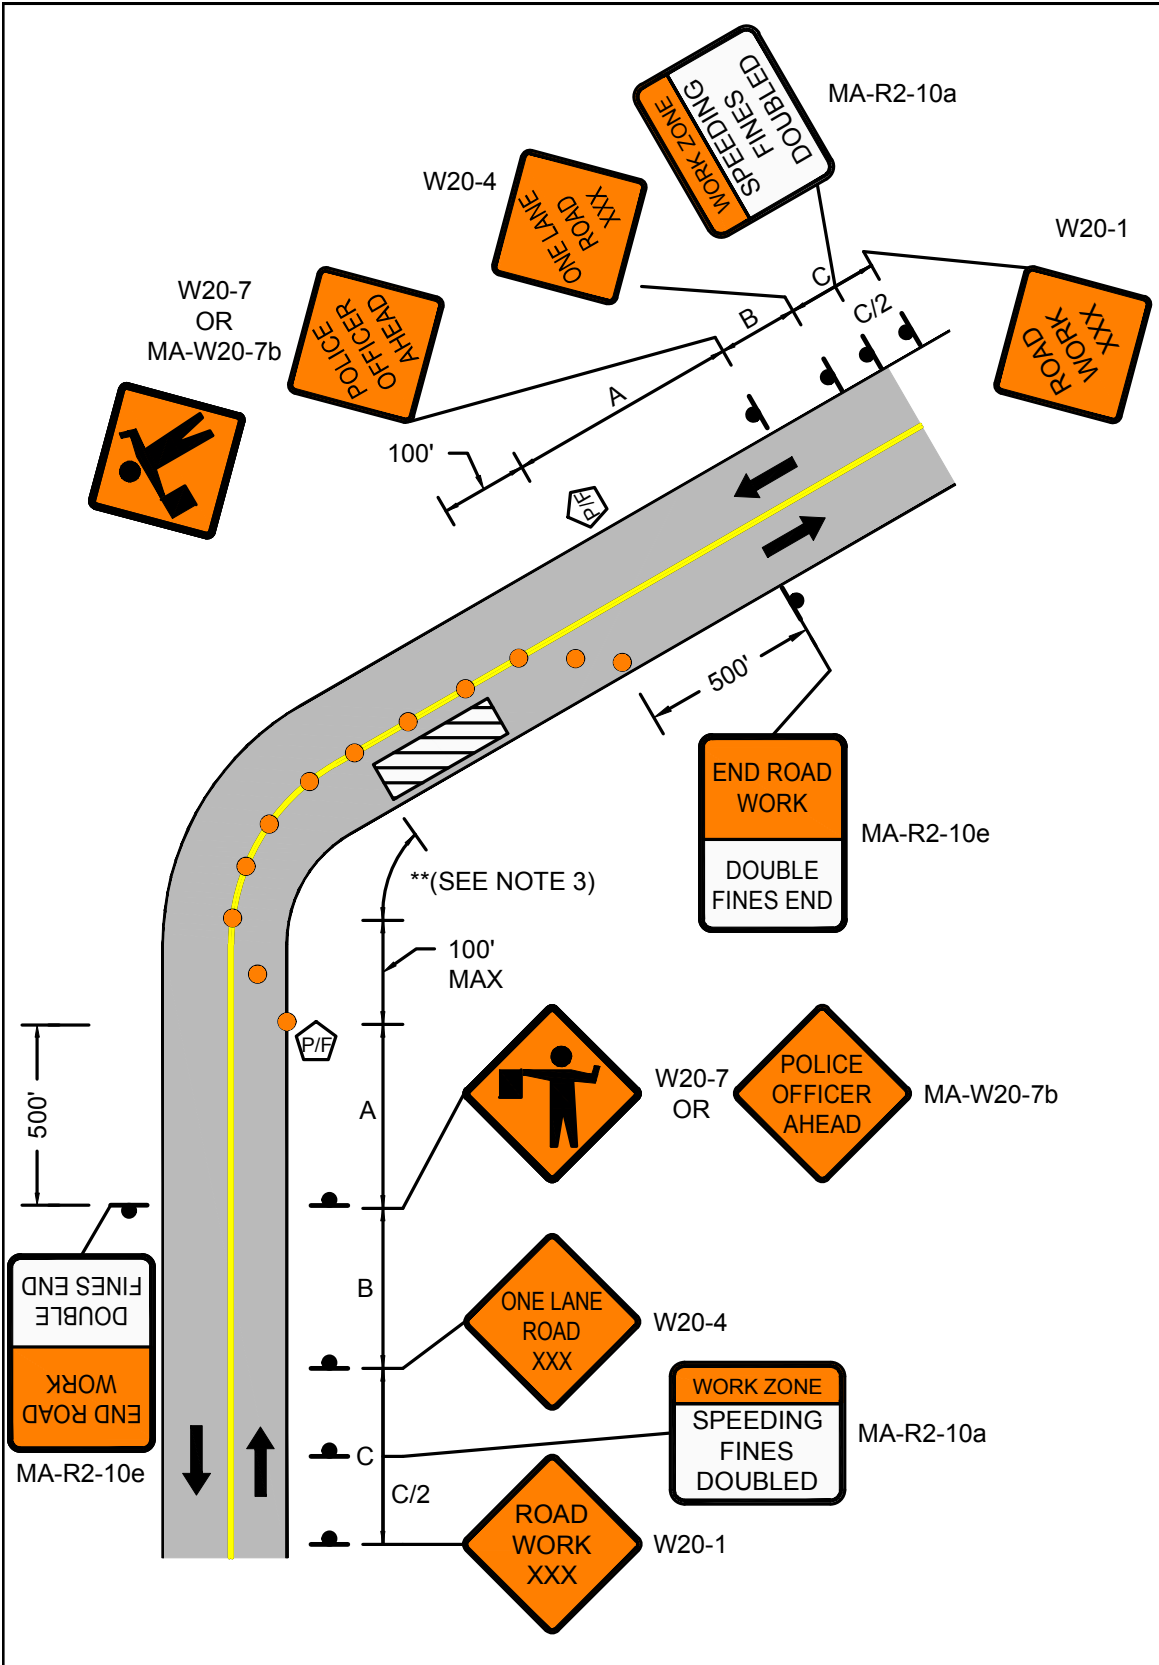 MA-R2-10a
WORK ZONE
SPEEDING
FINES
DOUBLED
W20-4
ONE LANE
ROAD
XXX
W20-1
ROAD
WORK
XXX
W20-7
OR
MA-W20-7b
POLICE
OFFICER
AHEAD
C
C/2
B
A
100'
P/F
500'
END ROAD
WORK
DOUBLE
FINES END
MA-R2-10e
**(SEE NOTE 3)
100'
MAX
P/F
500'
A
W20-7
OR
POLICE
OFFICER
AHEAD
MA-W20-7b
B
ONE LANE
ROAD
XXX
W20-4
END ROAD
WORK
DOUBLE
FINES END
MA-R2-10e
WORK ZONE
SPEEDING
FINES
DOUBLED
MA-R2-10a
C
C/2
ROAD
WORK
XXX
W20-1